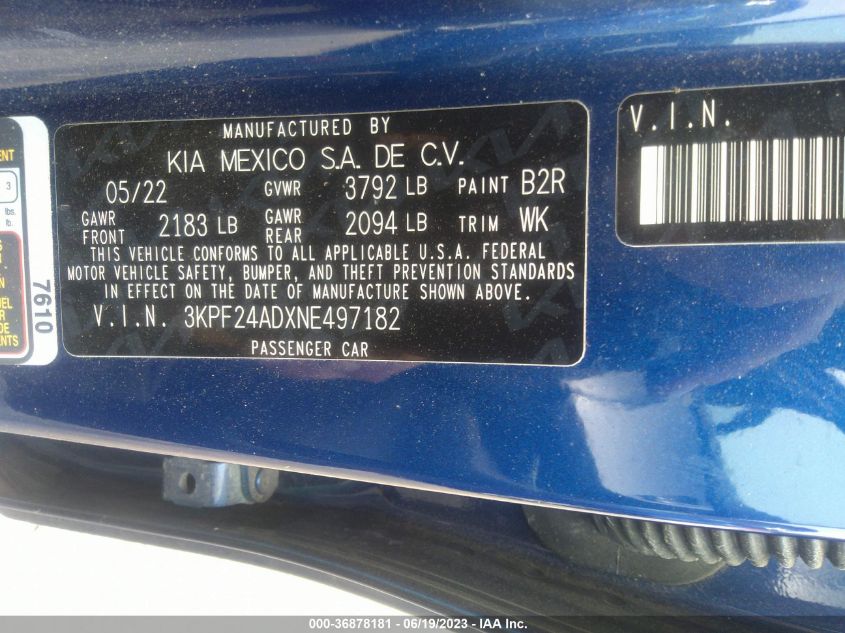 MANUFACTURED BY
KIA MEXICO S.A. DE C.V.
05/22 GVWR 3792 LB PAINT B2R
GAWR FRONT 2183 LB GAWR REAR 2094 LB TRIM WK
THIS VEHICLE CONFORMS TO ALL APPLICABLE U.S.A. FEDERAL
MOTOR VEHICLE SAFETY, BUMPER, AND THEFT PREVENTION STANDARDS
IN EFFECT ON THE DATE OF MANUFACTURE SHOWN ABOVE.
V.I.N. 3KPF24ADXNE497182
PASSENGER CAR
V.I.N.
3
lbs.
lb.
7610
000-36878181 - 06/19/2023 - IAA Inc.